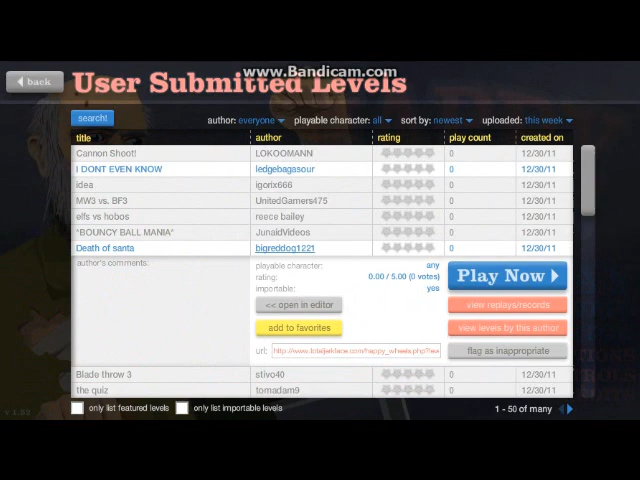 www.Bandicam.com
back
User Submitted Levels
search!
author: everyone playable character: all sort by: newest uploaded: this week
title author rating play count created on
Cannon Shoot! LOKOOMANN 0 12/30/11
I DONT EVEN KNOW ledgebagasour 0 12/30/11
idea igorix666 0 12/30/11
MW3 vs. BF3 UnitedGamers475 0 12/30/11
elfs vs hobos reece bailey 0 12/30/11
*BOUNCY BALL MANIA* JunaidVideos 0 12/30/11
Death of santa bigreddog1221 0 12/30/11
author's comments:
playable character: any
rating: 0.00 / 5.00 (0 votes)
importable: yes
Play Now
<< open in editor
view replays/records
add to favorites
view levels by this author
url: http://www.totaljerkface.com/happy_wheels.php?leve
flag as inappropriate
Blade throw 3 stivo40 0 12/30/11
the quiz tomadam9 0 12/30/11
only list featured levels only list importable levels 1 - 50 of many